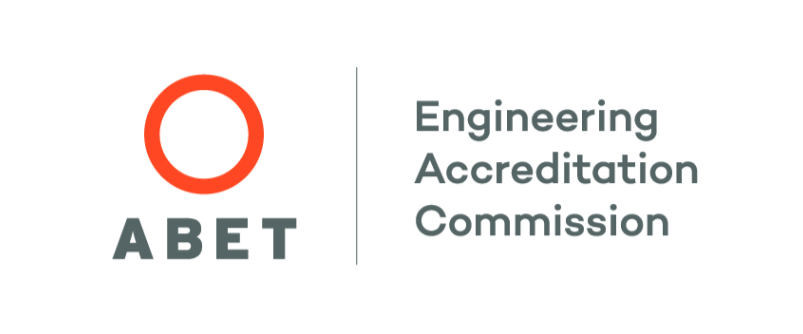 ABET
Engineering
Accreditation
Commission